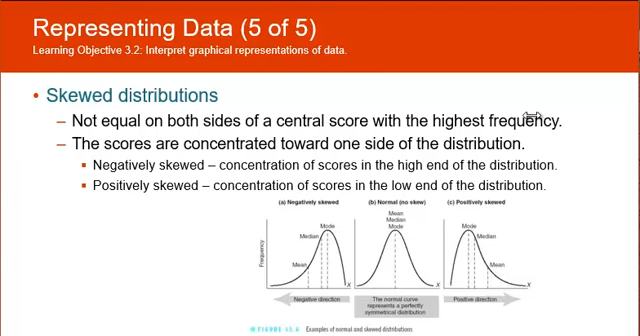 Representing Data (5 of 5)
Learning Objective 3.2: Interpret graphical representations of data.
• Skewed distributions
– Not equal on both sides of a central score with the highest frequency.
– The scores are concentrated toward one side of the distribution.
▪ Negatively skewed – concentration of scores in the high end of the distribution.
▪ Positively skewed – concentration of scores in the low end of the distribution.
(a) Negatively skewed
(b) Normal (no skew)
(c) Positively skewed
Frequency
Mode
Median
Mean
X
Negative direction
Mean
Median
Mode
X
The normal curve
represents a perfectly
symmetrical distribution
Mode
Median
Mean
X
Positive direction
Examples of normal and skewed distributions